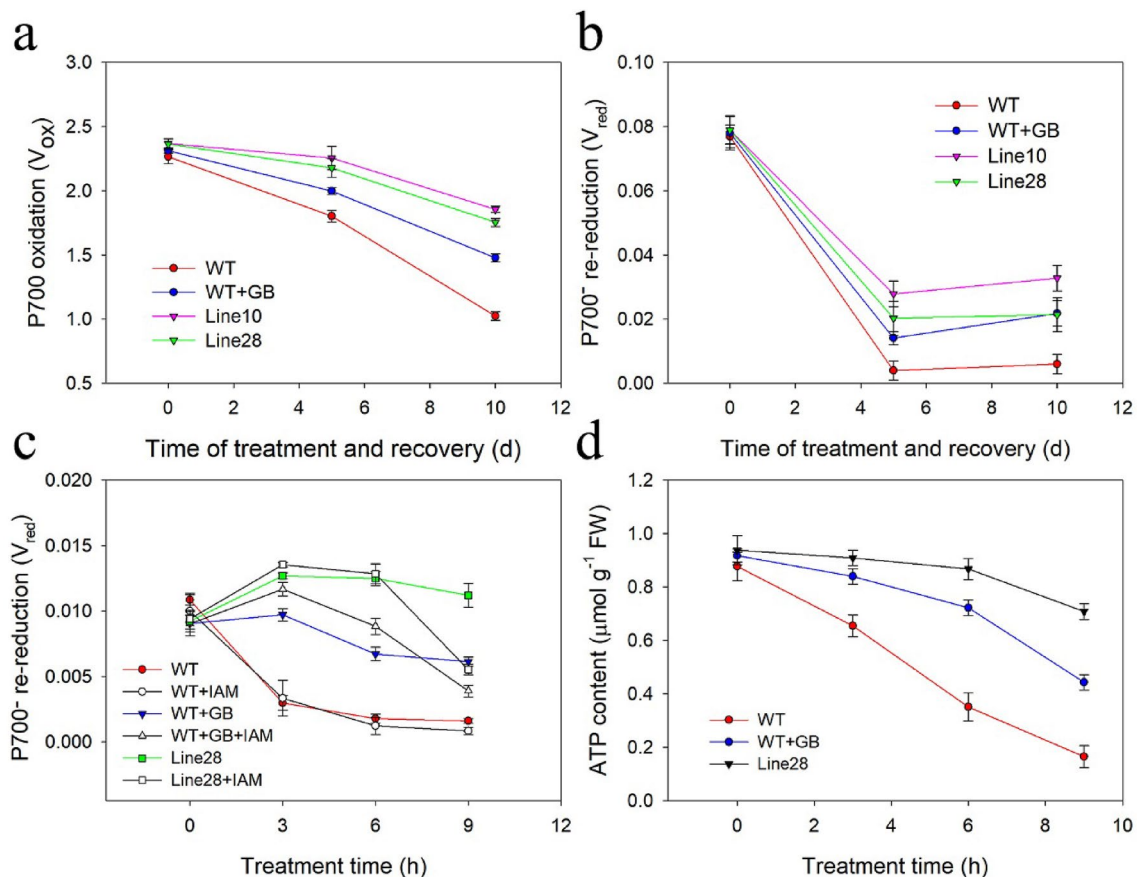 a
3.0
2.5
2.0
1.5
1.0
0.5
P700 oxidation (V_OX)
WT
WT+GB
Line10
Line28
0 2 4 6 8 10 12
Time of treatment and recovery (d)
b
0.10
0.08
0.06
0.04
0.02
0.00
P700⁻ re-reduction (V_red)
WT
WT+GB
Line10
Line28
0 2 4 6 8 10 12
Time of treatment and recovery (d)
c
0.020
0.015
0.010
0.005
0.000
P700⁻ re-reduction (V_red)
WT
WT+IAM
WT+GB
WT+GB+IAM
Line28
Line28+IAM
0 3 6 9 12
Treatment time (h)
d
1.2
1.0
0.8
0.6
0.4
0.2
0.0
ATP content (μmol g⁻¹ FW)
WT
WT+GB
Line28
0 2 4 6 8 10
Treatment time (h)